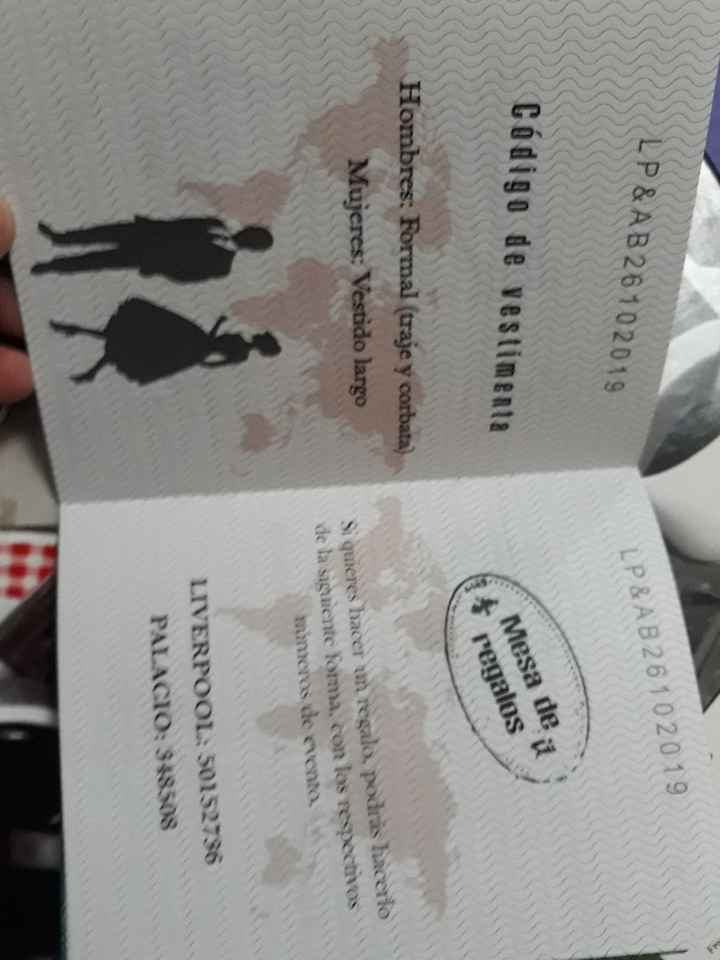 LP&AB26102019
Código de vestimenta
Hombres: Formal (traje y corbata)
Mujeres: Vestido largo
LP&AB26102019
Mesa de
regalos
Si quieres hacer un regalo, podrás hacerlo
de la siguiente forma, con los respectivos
números de evento.
LIVERPOOL: 50152736
PALACIO: 348508